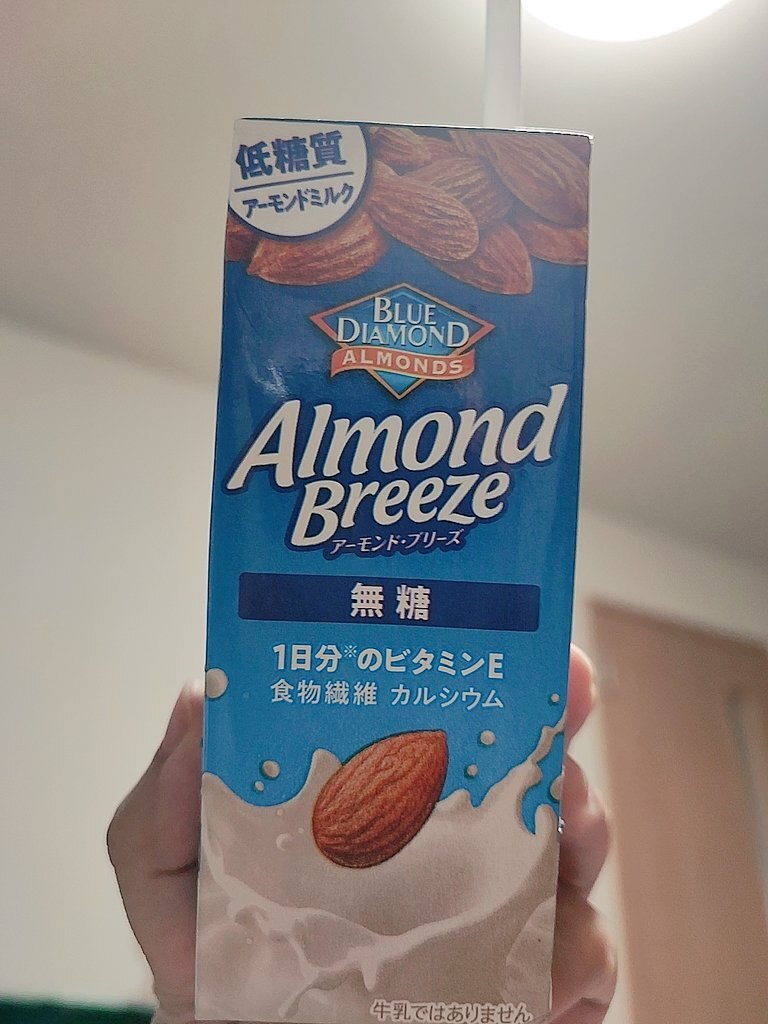 低糖質
アーモンドミルク
BLUE
DIAMOND
ALMONDS
Almond
Breeze
アーモンド・ブリーズ
無糖
1日分※のビタミンE
食物繊維 カルシウム
牛乳ではありません